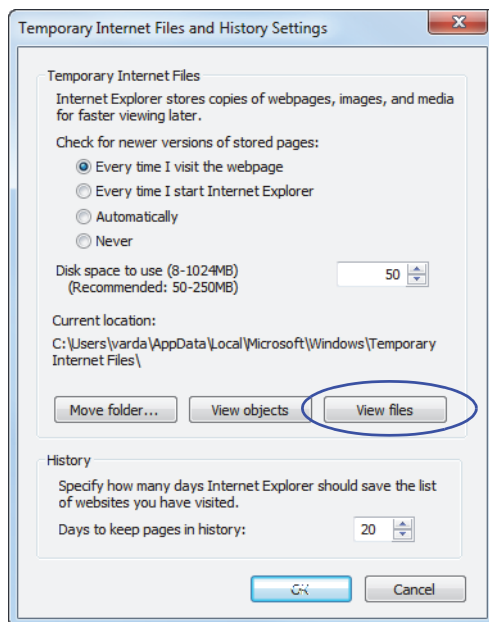 Temporary Internet Files and History Settings
Temporary Internet Files
Internet Explorer stores copies of webpages, images, and media
for faster viewing later.
Check for newer versions of stored pages:
Every time I visit the webpage
Every time I start Internet Explorer
Automatically
Never
Disk space to use (8-1024MB) 50
(Recommended: 50-250MB)
Current location:
C:\Users\varda\AppData\Local\Microsoft\Windows\Temporary
Internet Files\
Move folder... View objects View files
History
Specify how many days Internet Explorer should save the list
of websites you have visited.
Days to keep pages in history: 20
OK Cancel